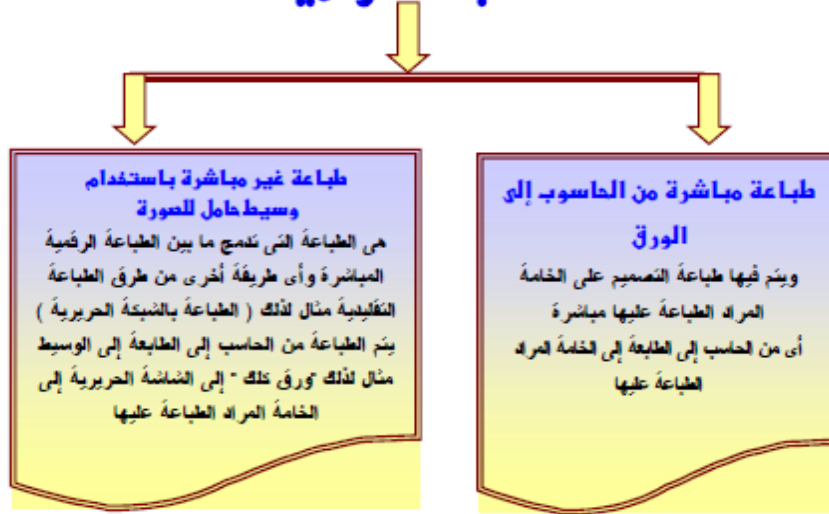 طباعة مباشرة من الحاسوب إلى
الورق
ويتم فيها طباعة التصميم على الخامة
المراد الطباعة عليها مباشرة
أى من الحاسب إلى الطابعة إلى الخامة المراد
الطباعة عليها
طباعة غير مباشرة باستخدام
وسيط حامل للصورة
هى الطباعة التى تدمج ما بين الطباعة الرقمية
المباشرة وأى طريقة أخرى من طرق الطباعة
التقليدية مثال لذلك ( الطباعة بالشبكة الحريرية )
يتم الطباعة من الحاسب إلى الطابعة إلى الوسيط
مثال لذلك "ورق كلك " إلى الشاشة الحريرية إلى
الخامة المراد الطباعة عليها